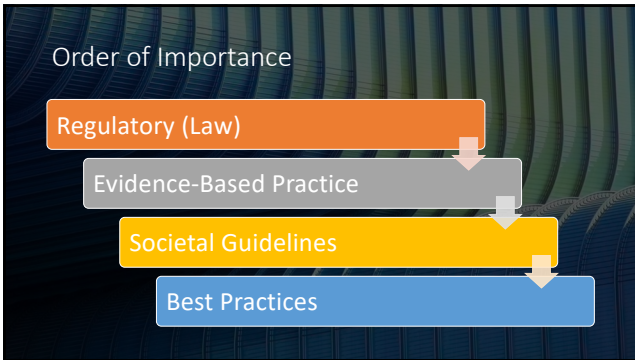 Order of Importance
Regulatory (Law)
Evidence-Based Practice
Societal Guidelines
Best Practices